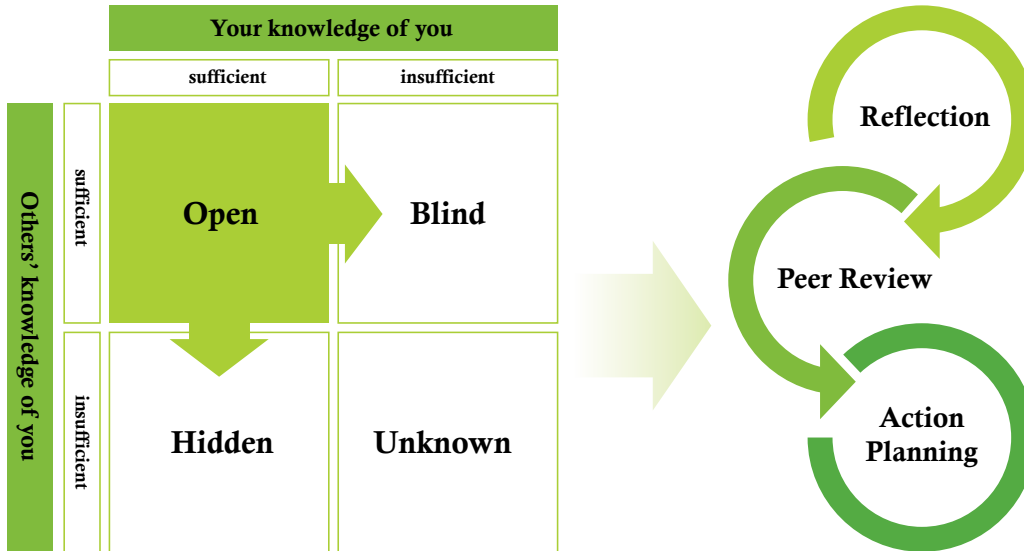 Your knowledge of you
sufficient
insufficient
Others’ knowledge of you
sufficient
insufficient
Open
Blind
Hidden
Unknown
Reflection
Peer Review
Action
Planning